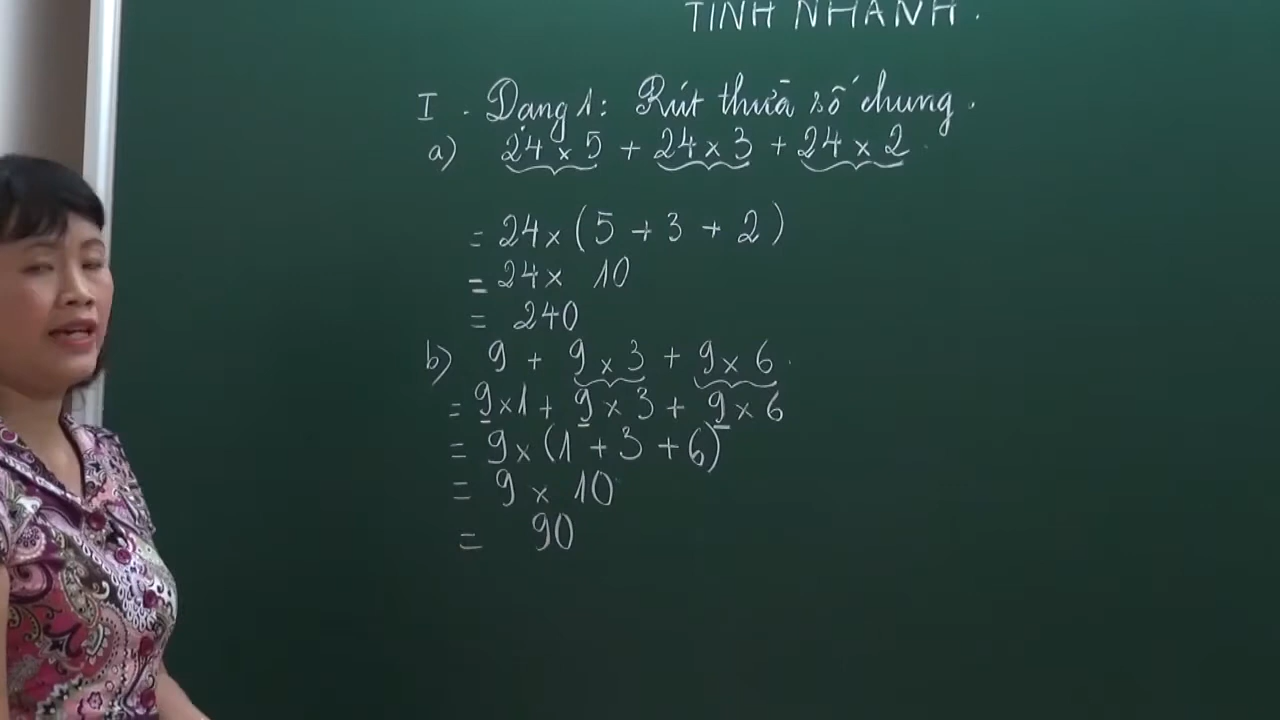 TÍNH NHANH.
I. Dạng 1: Rút thừa số chung.
a) 24 × 5 + 24 × 3 + 24 × 2.
= 24 × (5 + 3 + 2)
= 24 × 10
= 240
b) 9 + 9 × 3 + 9 × 6.
= 9 × 1 + 9 × 3 + 9 × 6
= 9 × (1 + 3 + 6)
= 9 × 10
= 90